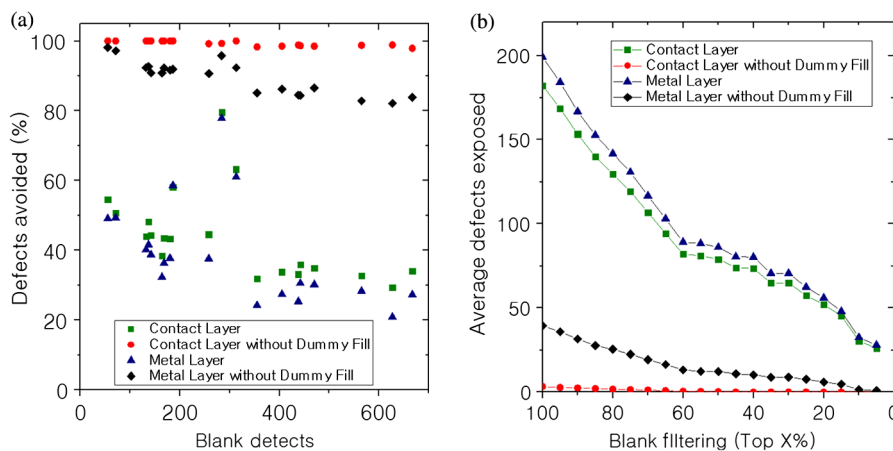 (a)
100
80
60
40
20
0
Defects avoided (%)
Contact Layer
Contact Layer without Dummy Fill
Metal Layer
Metal Layer without Dummy Fill
0
200
400
600
Blank defects
(b)
200
150
100
50
0
Average defects exposed
Contact Layer
Contact Layer without Dummy Fill
Metal Layer
Metal Layer without Dummy Fill
100
80
60
40
20
0
Blank filtering (Top X%)